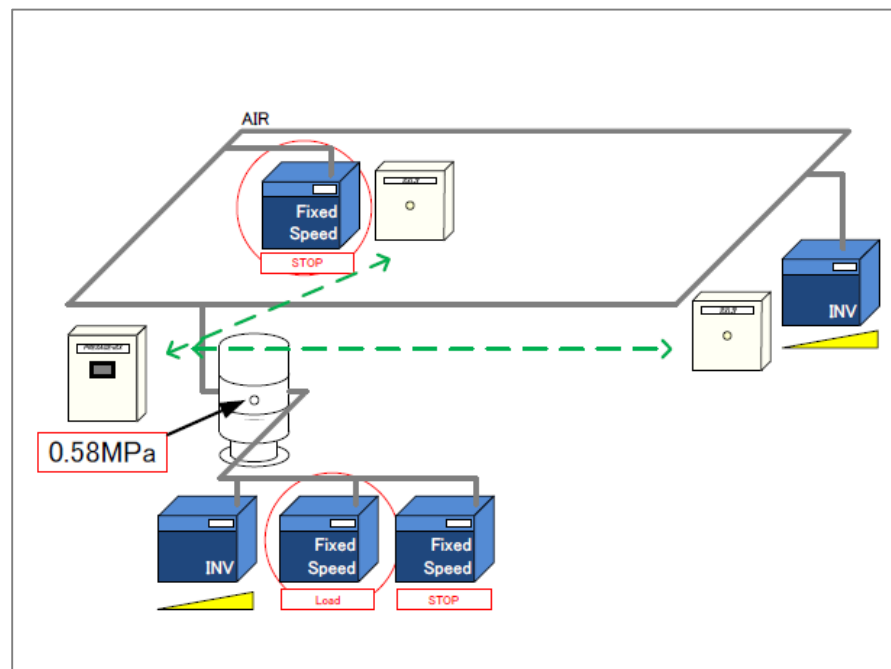 AIR
Fixed
Speed
STOP
INV
0.58MPa
INV
Fixed
Speed
Load
Fixed
Speed
STOP